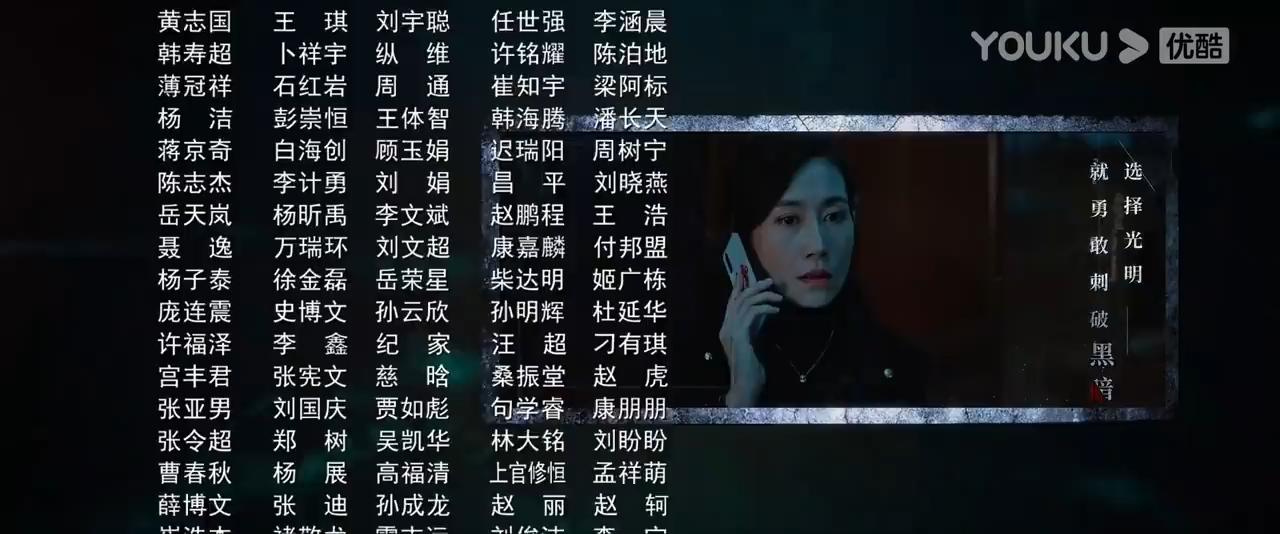 YOUKU 优酷
黄志国 王琪 刘宇聪 任世强 李涵晨
韩寿超 卜祥宇 纵维 许铭耀 陈泊地
薄冠祥 石红岩 周通 崔知宇 梁阿标
杨洁 彭崇恒 王体智 韩海腾 潘长天
蒋京奇 白海创 顾玉娟 迟瑞阳 周树宁
陈志杰 李计勇 刘娟 昌平 刘晓燕
岳天岚 杨昕禹 李文斌 赵鹏程 王浩
聂逸 万瑞环 刘文超 康嘉麟 付邦盟
杨子泰 徐金磊 岳荣星 柴达明 姬广栋
庞连震 史博文 孙云欣 孙明辉 杜延华
许福泽 李鑫 纪家 汪超 刁有琪
宫丰君 张宪文 慈晗 桑振堂 赵虎
张亚男 刘国庆 贾如彪 句学睿 康朋朋
张令超 郑树 吴凯华 林大铭 刘盼盼
曹春秋 杨展 高福清 上官修恒 孟祥萌
薛博文 张迪 孙成龙 赵丽 赵轲
选择光明
就勇敢刺破黑暗